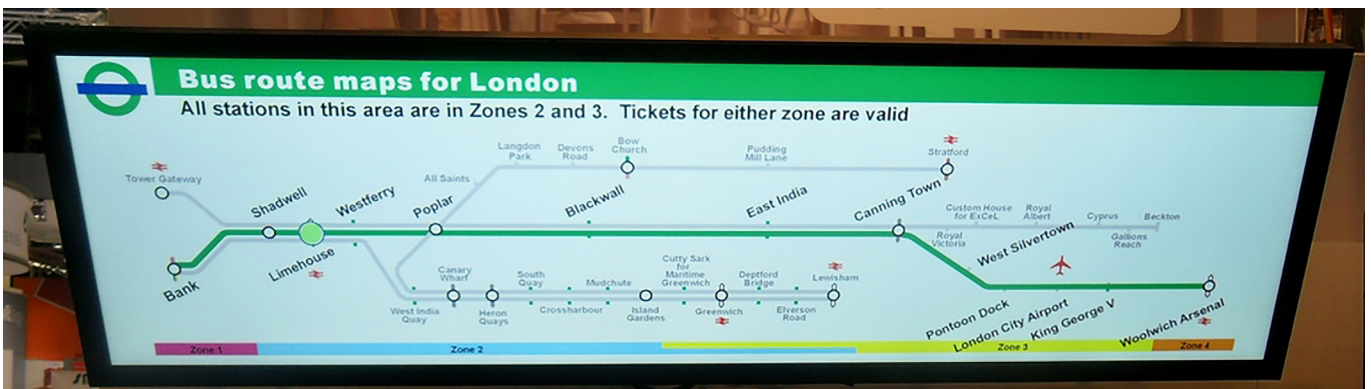 Bus route maps for London
All stations in this area are in Zones 2 and 3. Tickets for either zone are valid
Tower Gateway
Shadwell
Westferry
All Saints
Langdon
Park
Devons
Road
Bow
Church
Pudding
Mill Lane
Stratford
Poplar
Blackwall
East India
Canning Town
Custom House
for ExCeL
Royal
Albert
Cyprus
Beckton
Royal
Victoria
Gallions
Reach
West Silvertown
Bank
Limehouse
Canary
Wharf
South
Quay
Mudchute
Cutty Sark
for
Maritime
Greenwich
Deptford
Bridge
Lewisham
West India
Quay
Heron
Quays
Crossharbour
Island
Gardens
Greenwich
Elverson
Road
Pontoon Dock
London City Airport
King George V
Woolwich Arsenal
Zone 1
Zone 2
Zone 3
Zone 4